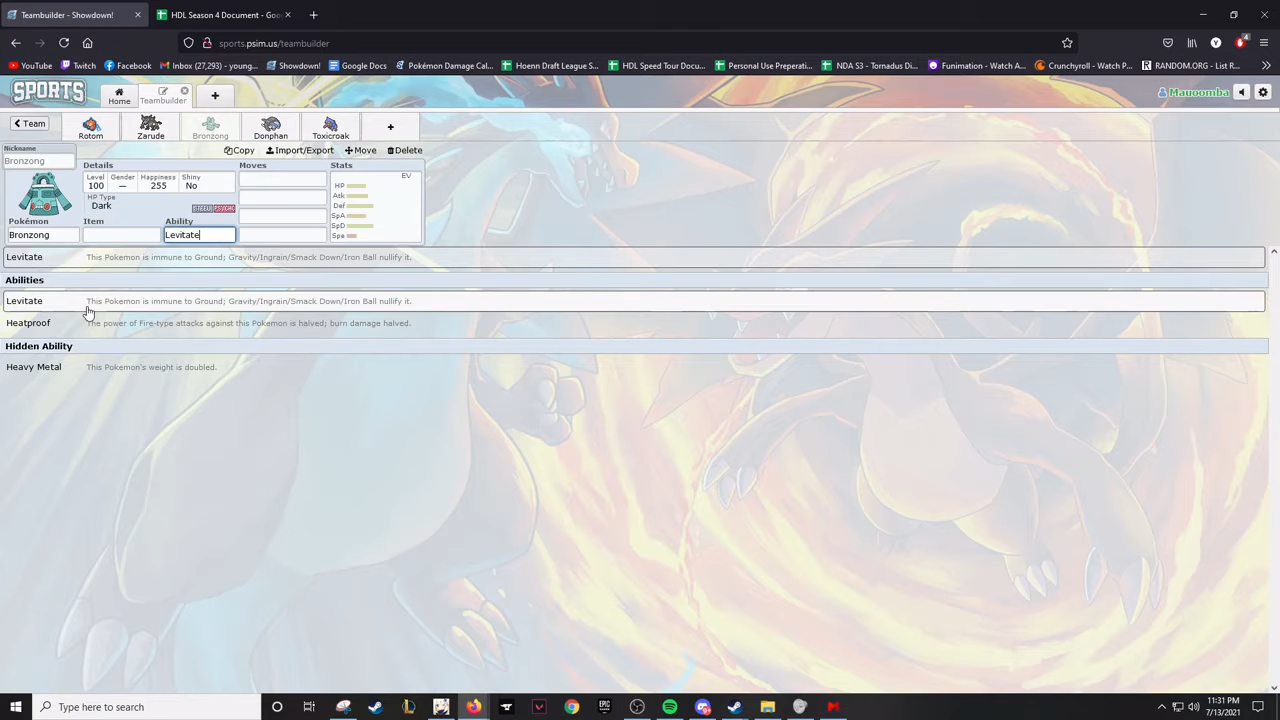 Teambuilder - Showdown!
HDL Season 4 Document - Goo
sports.psim.us/teambuilder
YouTube
Twitch
Facebook
Inbox (27,293) - young...
Showdown!
Google Docs
Pokémon Damage Cal...
Hoenn Draft League S...
HDL Speed Tour Docu...
Personal Use Preperati...
NDA S3 - Tornadus Di...
Funimation - Watch A...
Crunchyroll - Watch P...
RANDOM.ORG - List R...
SPORTS
Home
Teambuilder
Mauoomba
Team
Rotom
Zarude
Bronzong
Donphan
Toxicroak
Copy
Import/Export
Move
Delete
Nickname
Bronzong
Details
Moves
Stats
Level
Gender
Happiness
Shiny
100
—
255
No
HP Type
Dark
STEEL
PSYCHC
EV
HP
Atk
Def
SpA
SpD
Spe
Pokémon
Item
Ability
Bronzong
Levitate
Levitate
This Pokemon is immune to Ground; Gravity/Ingrain/Smack Down/Iron Ball nullify it.
Abilities
Levitate
This Pokemon is immune to Ground; Gravity/Ingrain/Smack Down/Iron Ball nullify it.
Heatproof
The power of Fire-type attacks against this Pokemon is halved; burn damage halved.
Hidden Ability
Heavy Metal
This Pokemon's weight is doubled.
Type here to search
11:31 PM
7/13/2021